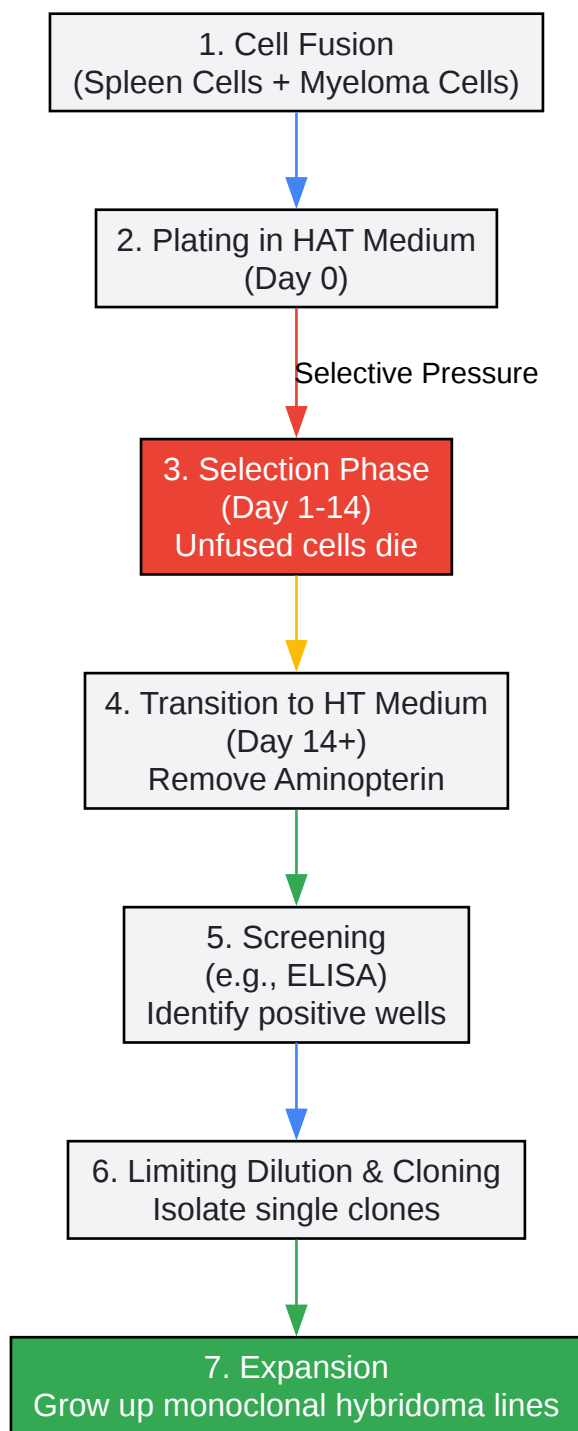 1. Cell Fusion
(Spleen Cells + Myeloma Cells)
2. Plating in HAT Medium
(Day 0)
Selective Pressure
3. Selection Phase
(Day 1-14)
Unfused cells die
4. Transition to HT Medium
(Day 14+)
Remove Aminopterin
5. Screening
(e.g., ELISA)
Identify positive wells
6. Limiting Dilution & Cloning
Isolate single clones
7. Expansion
Grow up monoclonal hybridoma lines